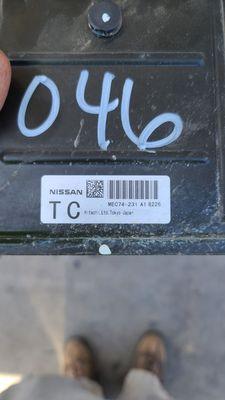 046
NISSAN
MEC74-231 A1 8226
TC
Hitachi,Ltd.Tokyo Japan